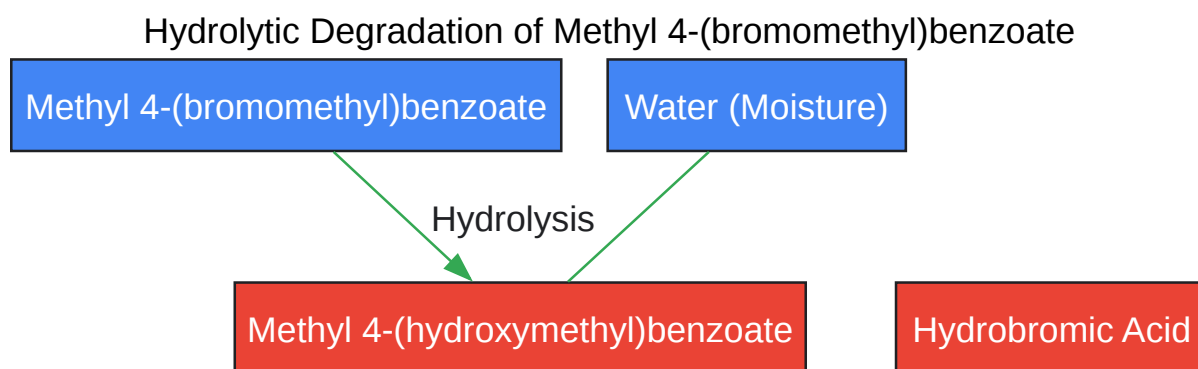 Hydrolytic Degradation of Methyl 4-(bromomethyl)benzoate
Methyl 4-(bromomethyl)benzoate
Water (Moisture)
Hydrolysis
Methyl 4-(hydroxymethyl)benzoate
Hydrobromic Acid